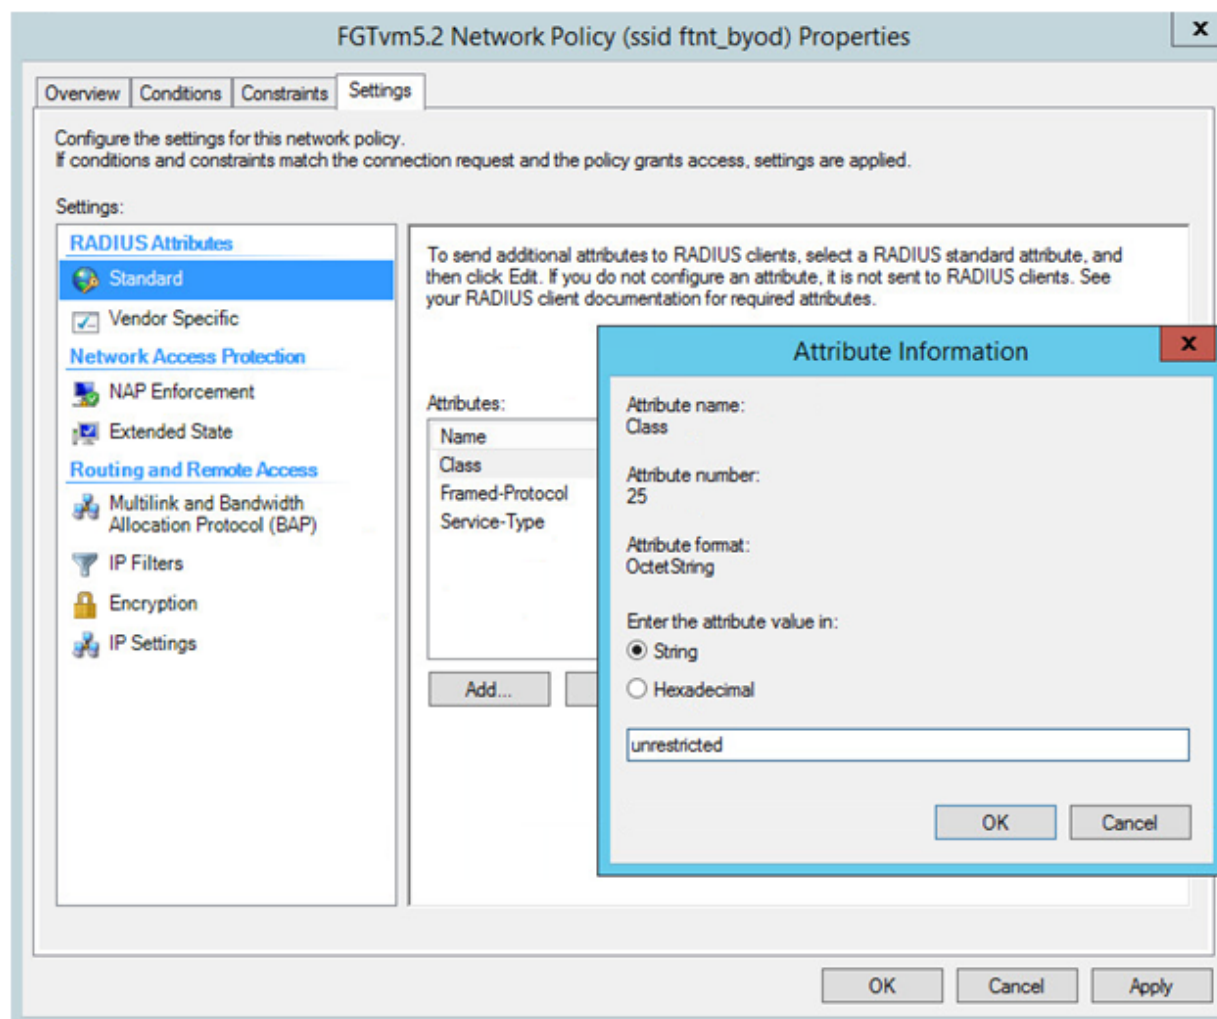 FGTvm5.2 Network Policy (ssid ftnt_byod) Properties
x
Overview Conditions Constraints Settings
Configure the settings for this network policy.
If conditions and constraints match the connection request and the policy grants access, settings are applied.
Settings:
RADIUS Attributes
Standard
Vendor Specific
Network Access Protection
NAP Enforcement
Extended State
Routing and Remote Access
Multilink and Bandwidth
Allocation Protocol (BAP)
IP Filters
Encryption
IP Settings
To send additional attributes to RADIUS clients, select a RADIUS standard attribute, and
then click Edit. If you do not configure an attribute, it is not sent to RADIUS clients. See
your RADIUS client documentation for required attributes.
Attributes:
Name
Class
Framed-Protocol
Service-Type
Add...
Attribute Information
x
Attribute name:
Class
Attribute number:
25
Attribute format:
OctetString
Enter the attribute value in:
String
Hexadecimal
unrestricted
OK Cancel
OK Cancel Apply